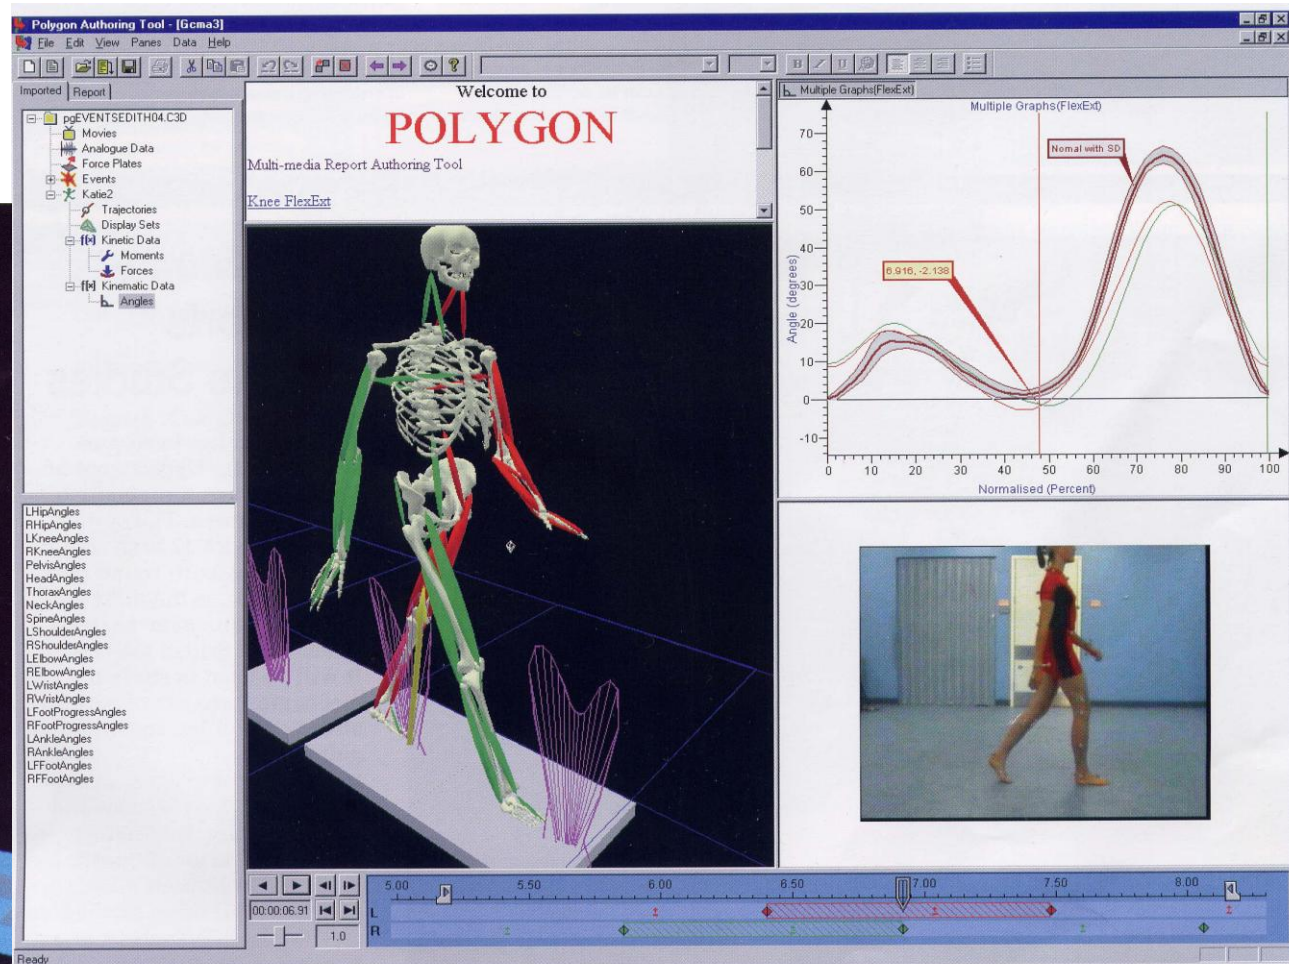 Polygon Authoring Tool - [Gcma3]
File Edit View Panes Data Help
B I U
Imported Report
pgEVENTSEDITH04.C3D
Movies
Analogue Data
Force Plates
Events
Katie2
Trajectories
Display Sets
f(x) Kinetic Data
Moments
Forces
f(x) Kinematic Data
Angles
LHipAngles
RHipAngles
LKneeAngles
RKneeAngles
PelvisAngles
HeadAngles
ThoraxAngles
NeckAngles
SpineAngles
LShoulderAngles
RShoulderAngles
LElbowAngles
RElbowAngles
LWristAngles
RWristAngles
LFootProgressAngles
RFootProgressAngles
LAnkleAngles
RAnkleAngles
LFFootAngles
RFFootAngles
Welcome to
POLYGON
Multi-media Report Authoring Tool
Knee FlexExt
Multiple Graphs(FlexExt)
Multiple Graphs(FlexExt)
Nomal with SD
6.916, -2.138
Angle (degrees)
70
60
50
40
30
20
10
0
-10
0 10 20 30 40 50 60 70 80 90 100
Normalised (Percent)
5.00 5.50 6.00 6.50 7.00 7.50 8.00
00:00:06.91
L
R
1.0
Ready